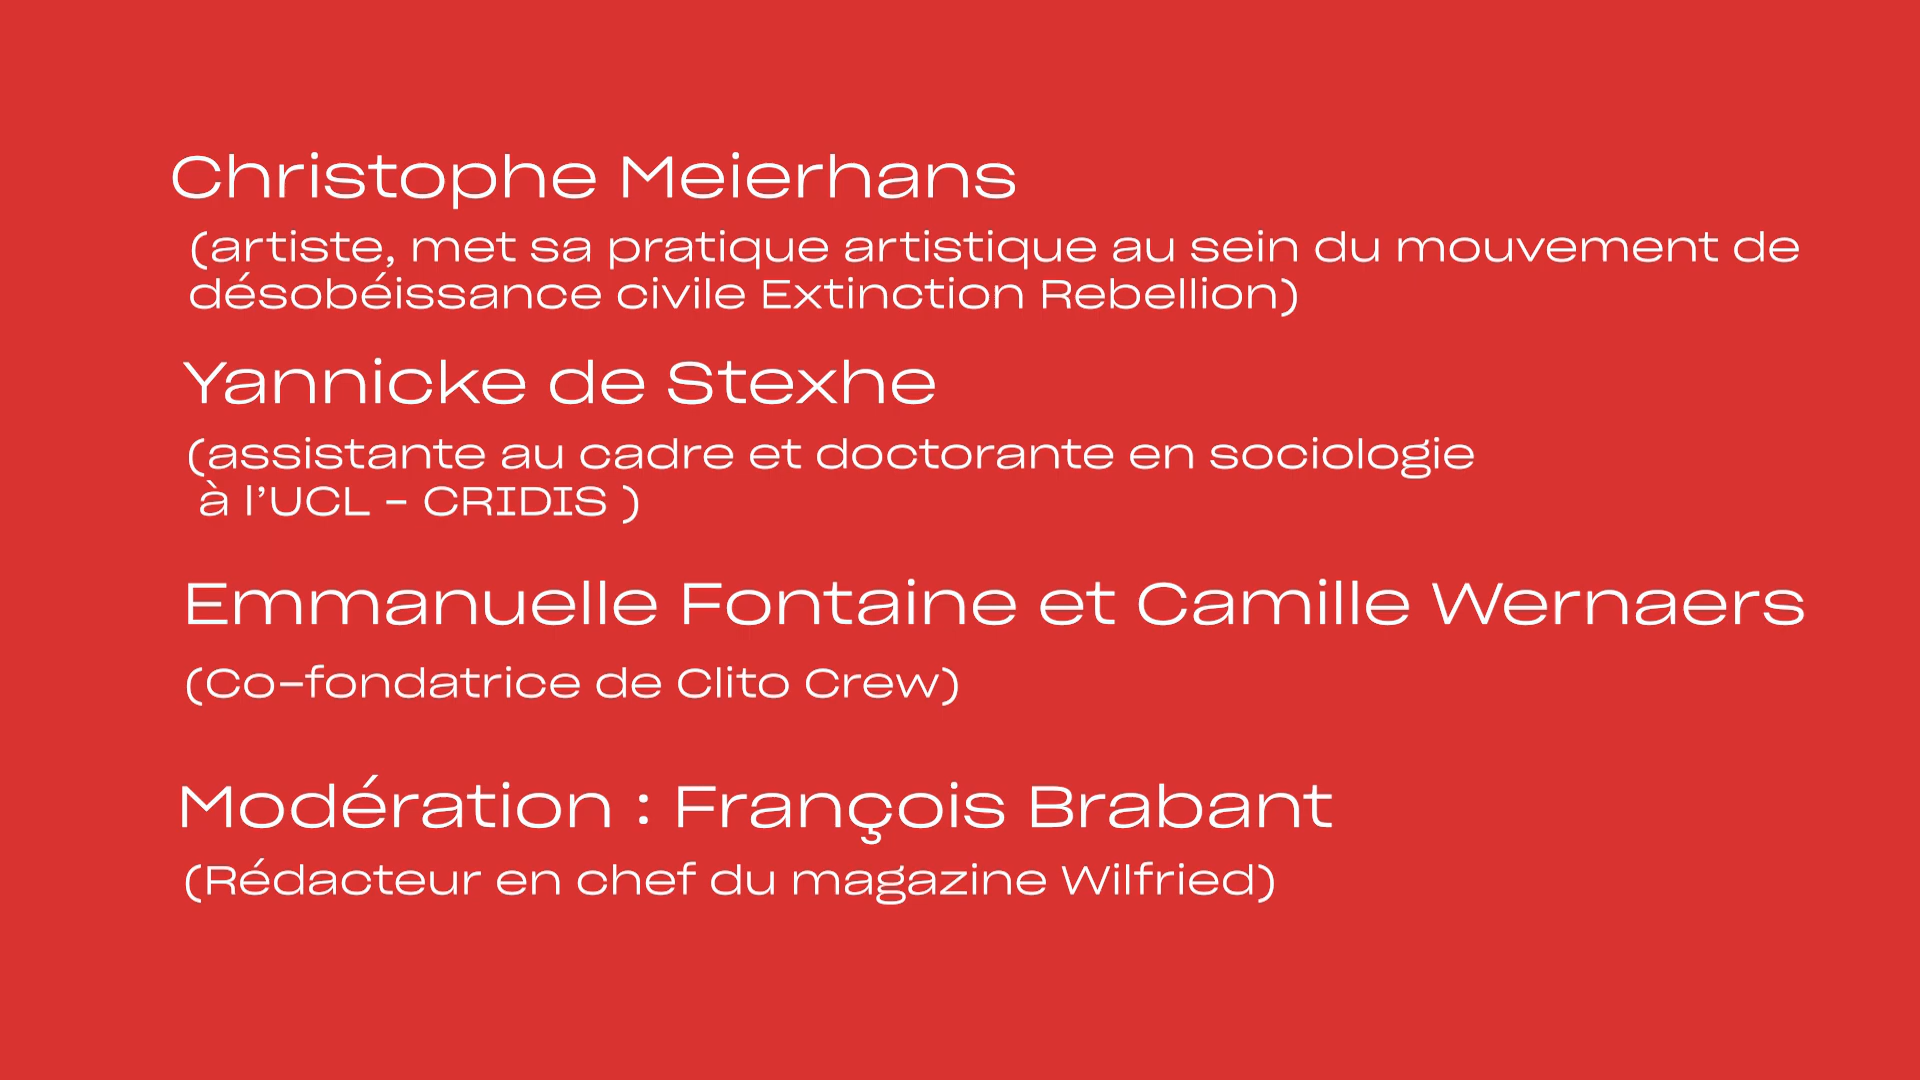 Christophe Meierhans
(artiste, met sa pratique artistique au sein du mouvement de
désobéissance civile Extinction Rebellion)
Yannicke de Stexhe
(assistante au cadre et doctorante en sociologie
à l’UCL - CRIDIS )
Emmanuelle Fontaine et Camille Wernaers
(Co-fondatrice de Clito Crew)
Modération : François Brabant
(Rédacteur en chef du magazine Wilfried)